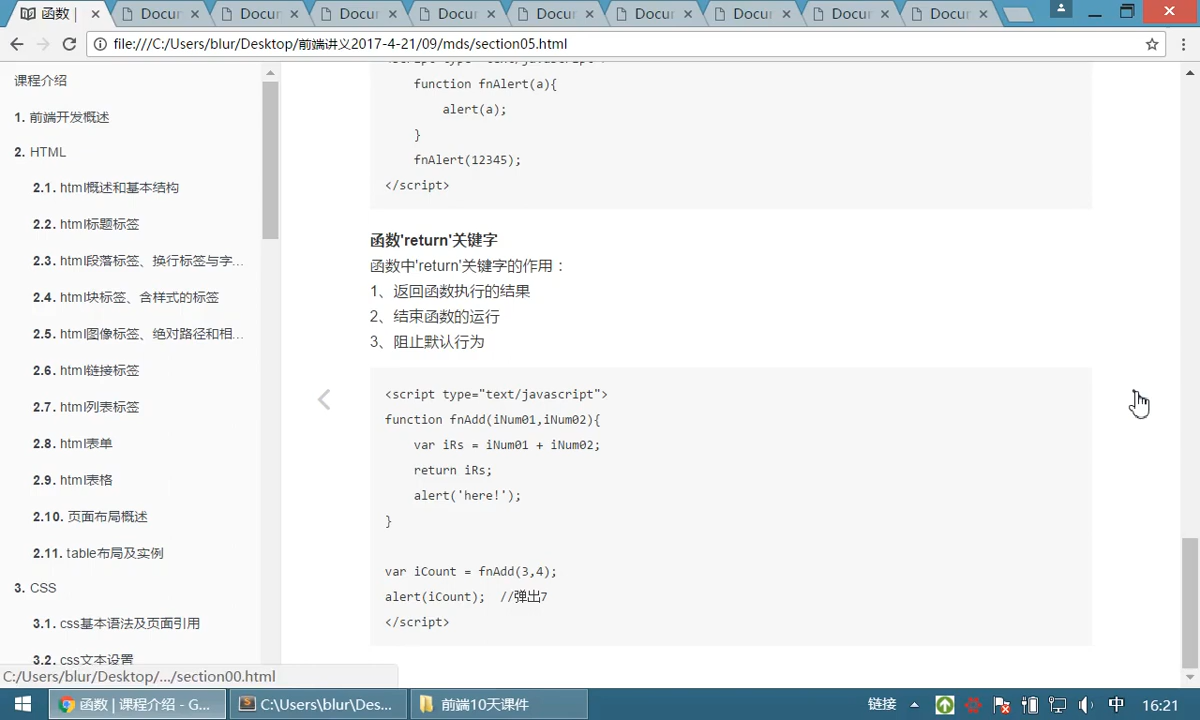 函数 |
Docum
Docum
Docum
Docum
Docum
Docum
Docum
Docum
Docum
file:///C:/Users/blur/Desktop/前端讲义2017-4-21/09/mds/section05.html
课程介绍
1. 前端开发概述
2. HTML
2.1. html概述和基本结构
2.2. html标题标签
2.3. html段落标签、换行标签与字...
2.4. html块标签、含样式的标签
2.5. html图像标签、绝对路径和相...
2.6. html链接标签
2.7. html列表标签
2.8. html表单
2.9. html表格
2.10. 页面布局概述
2.11. table布局及实例
3. CSS
3.1. css基本语法及页面引用
3.2. css文本设置
C:/Users/blur/Desktop/.../section00.html
<script type="text/javascript">
function fnAlert(a){
alert(a);
}
fnAlert(12345);
</script>
函数'return'关键字
函数中'return'关键字的作用：
1、返回函数执行的结果
2、结束函数的运行
3、阻止默认行为
<script type="text/javascript">
function fnAdd(iNum01,iNum02){
var iRs = iNum01 + iNum02;
return iRs;
alert('here!');
}
var iCount = fnAdd(3,4);
alert(iCount);  //弹出7
</script>
函数 | 课程介绍 - G...
C:\Users\blur\Des...
前端10天课件
链接
中
16:21